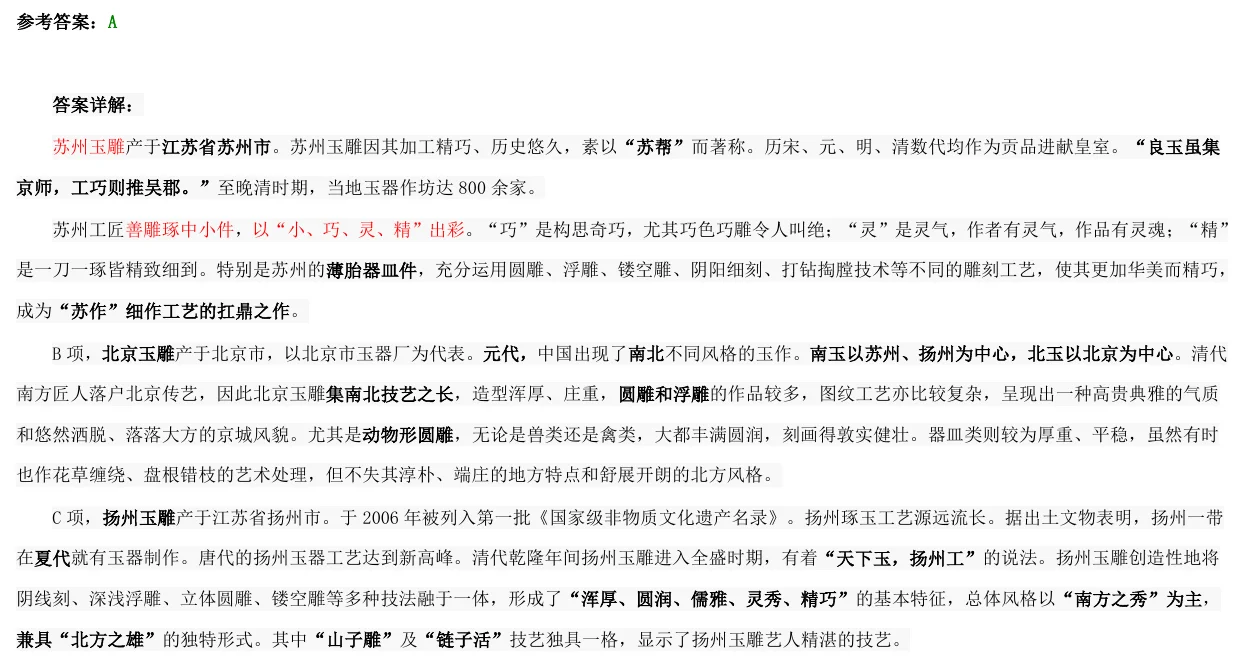 参考答案：A
答案详解：
苏州玉雕产于江苏省苏州市。苏州玉雕因其加工精巧、历史悠久，素以“苏帮”而著称。历宋、元、明、清数代均作为贡品进献皇室。“良玉虽集
京师，工巧则推吴郡。”至晚清时期，当地玉器作坊达 800 余家。
苏州工匠善雕琢中小件，以“小、巧、灵、精”出彩。“巧”是构思奇巧，尤其巧色巧雕令人叫绝；“灵”是灵气，作者有灵气，作品有灵魂；“精”
是一刀一琢皆精致细到。特别是苏州的薄胎器皿件，充分运用圆雕、浮雕、镂空雕、阴阳细刻、打钻掏膛技术等不同的雕刻工艺，使其更加华美而精巧，
成为“苏作”细作工艺的扛鼎之作。
B 项，北京玉雕产于北京市，以北京市玉器厂为代表。元代，中国出现了南北不同风格的玉作。南玉以苏州、扬州为中心，北玉以北京为中心。清代
南方匠人落户北京传艺，因此北京玉雕集南北技艺之长，造型浑厚、庄重，圆雕和浮雕的作品较多，图纹工艺亦比较复杂，呈现出一种高贵典雅的气质
和悠然洒脱、落落大方的京城风貌。尤其是动物形圆雕，无论是兽类还是禽类，大都丰满圆润，刻画得敦实健壮。器皿类则较为厚重、平稳，虽然有时
也作花草缠绕、盘根错枝的艺术处理，但不失其淳朴、端庄的地方特点和舒展开朗的北方风格。
C 项，扬州玉雕产于江苏省扬州市。于 2006 年被列入第一批《国家级非物质文化遗产名录》。扬州琢玉工艺源远流长。据出土文物表明，扬州一带
在夏代就有玉器制作。唐代的扬州玉器工艺达到新高峰。清代乾隆年间扬州玉雕进入全盛时期，有着“天下玉，扬州工”的说法。扬州玉雕创造性地将
阴线刻、深浅浮雕、立体圆雕、镂空雕等多种技法融于一体，形成了“浑厚、圆润、儒雅、灵秀、精巧”的基本特征，总体风格以“南方之秀”为主，
兼具“北方之雄”的独特形式。其中“山子雕”及“链子活”技艺独具一格，显示了扬州玉雕艺人精湛的技艺。